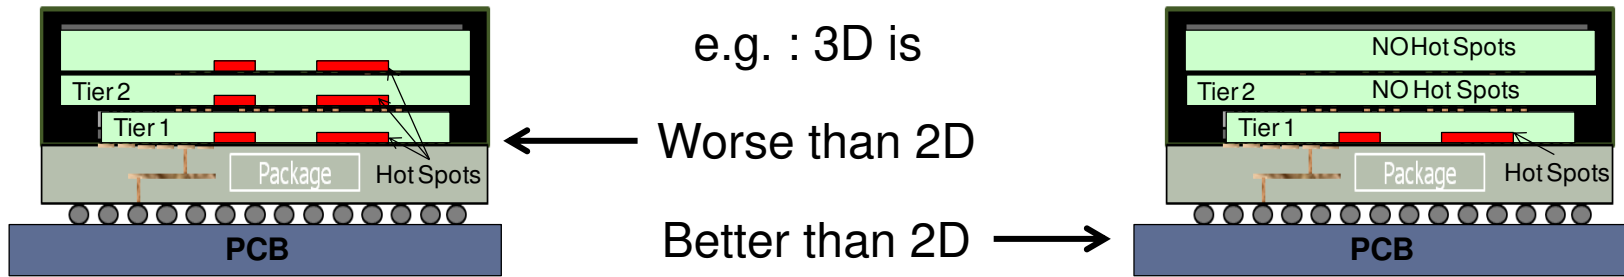 Tier 2
Tier 1
Package
Hot Spots
PCB
e.g. : 3D is
Worse than 2D
Better than 2D
NO Hot Spots
Tier 2
NO Hot Spots
Tier 1
Package
Hot Spots
PCB